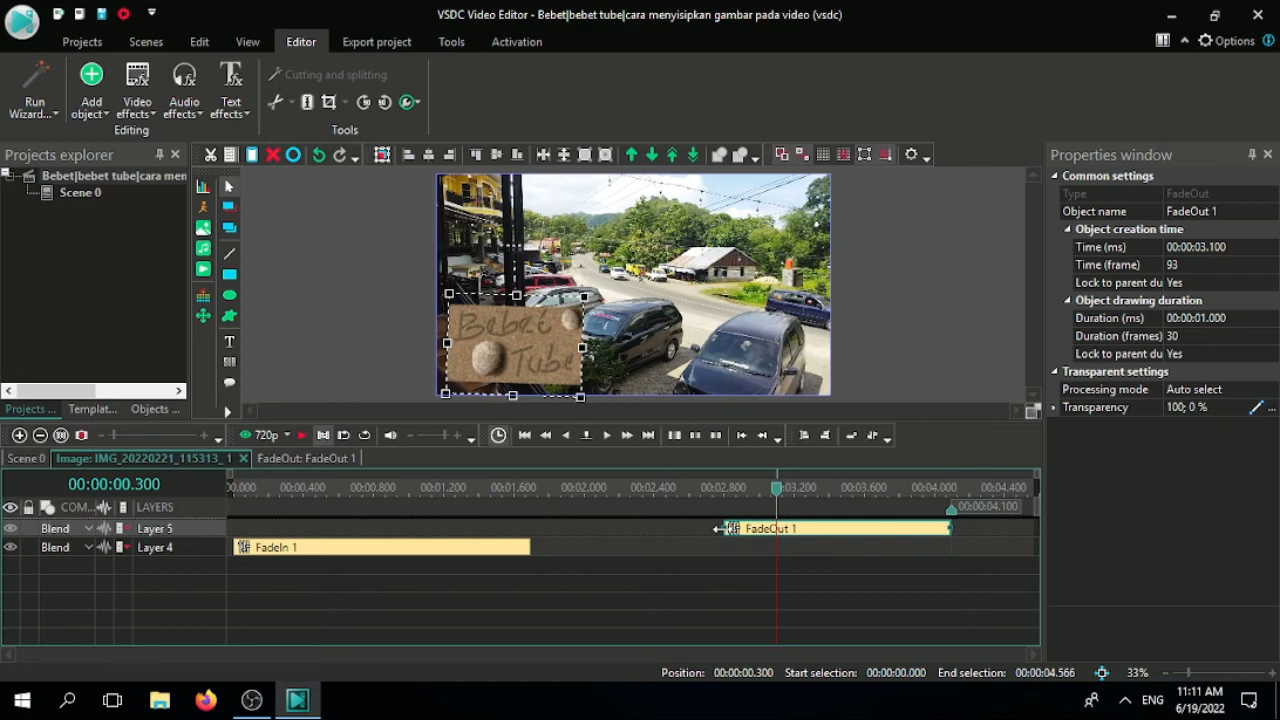 VSDC Video Editor - Bebet|bebet tube|cara menyisipkan gambar pada video (vsdc)
Projects Scenes Edit View Editor Export project Tools Activation Options
Run Wizard...
Add object
Video effects
Audio effects
Text effects
Cutting and splitting
Editing
Tools
Projects explorer
Bebet|bebet tube|cara men
Scene 0
Projects ... Templat... Objects ...
Bebet
Tube
Properties window
Common settings
Type FadeOut
Object name FadeOut 1
Object creation time
Time (ms) 00:00:03.100
Time (frame) 93
Lock to parent du Yes
Object drawing duration
Duration (ms) 00:00:01.000
Duration (frames) 30
Lock to parent du Yes
Transparent settings
Processing mode Auto select
Transparency 100; 0 % ...
720p
Scene 0 Image: IMG_20220221_115313_ 1 FadeOut: FadeOut 1
00:00:00.300 0.000 00:00.400 00:00.800 00:01.200 00:01.600 00:02.000 00:02.400 00:02.800 :03.200 00:03.600 00:04.000 00:04.400
COM... LAYERS 00:00:04.100
Blend Layer 5 FadeOut 1
Blend Layer 4 FadeIn 1
Position: 00:00:00.300 Start selection: 00:00:00.000 End selection: 00:00:04.566 33%
ENG
11:11 AM
6/19/2022